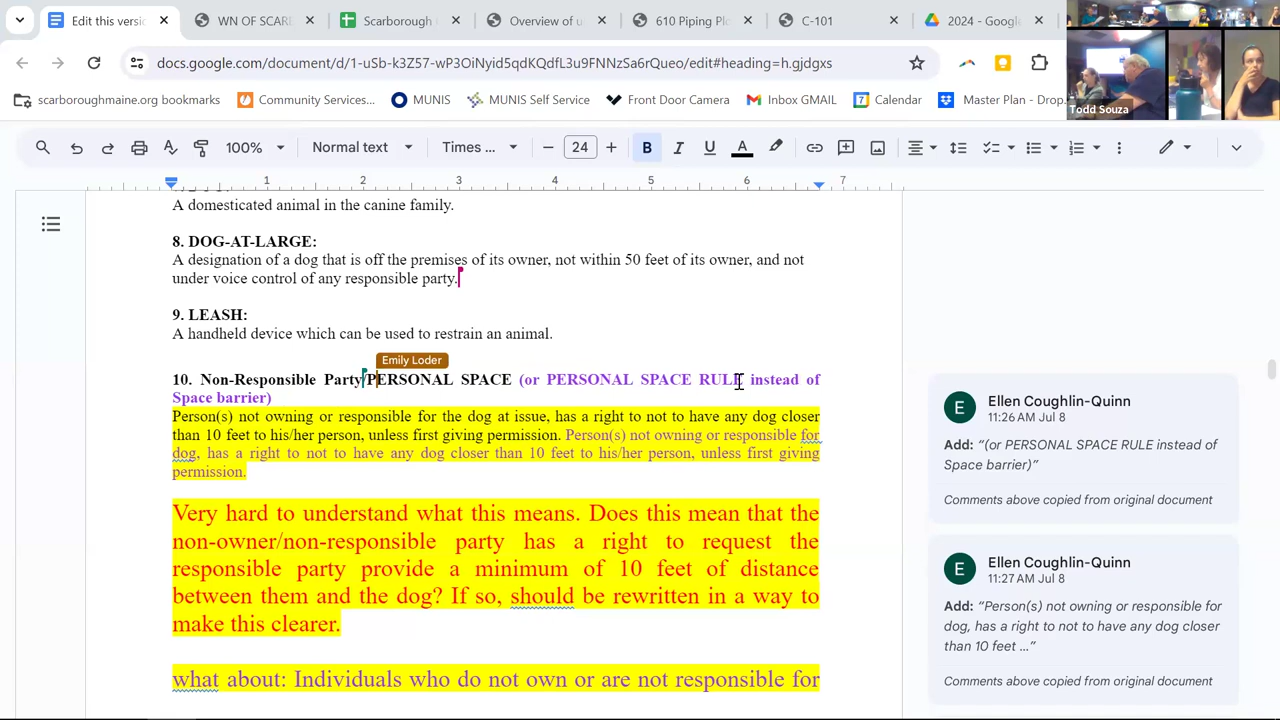 Edit this versio
WN OF SCAR
Scarborough
Overview of u
610 Piping Plo
C-101
2024 - Google
docs.google.com/document/d/1-uSb-k3Z57-wP3OiNyid5qdKQdfL3u9FNNzSa6rQueo/edit#heading=h.gjdgxs
scarboroughmaine.org bookmarks
Community Services...
MUNIS
MUNIS Self Service
Front Door Camera
Inbox GMAIL
7 Calendar
Master Plan - Drop...
Todd Souza
100%
Normal text
Times ...
24
B I U A
1 2 3 4 5 6 7
A domesticated animal in the canine family.
8. DOG-AT-LARGE:
A designation of a dog that is off the premises of its owner, not within 50 feet of its owner, and not
under voice control of any responsible party.
9. LEASH:
A handheld device which can be used to restrain an animal.
Emily Loder
10. Non-Responsible Party/PERSONAL SPACE (or PERSONAL SPACE RULE instead of
Space barrier)
Person(s) not owning or responsible for the dog at issue, has a right to not to have any dog closer
than 10 feet to his/her person, unless first giving permission. Person(s) not owning or responsible for
dog, has a right to not to have any dog closer than 10 feet to his/her person, unless first giving
permission.
Very hard to understand what this means. Does this mean that the
non-owner/non-responsible party has a right to request the
responsible party provide a minimum of 10 feet of distance
between them and the dog? If so, should be rewritten in a way to
make this clearer.
what about: Individuals who do not own or are not responsible for
E
Ellen Coughlin-Quinn
11:26 AM Jul 8
Add: "(or PERSONAL SPACE RULE instead of
Space barrier)"
Comments above copied from original document
E
Ellen Coughlin-Quinn
11:27 AM Jul 8
Add: "Person(s) not owning or responsible for
dog, has a right to not to have any dog closer
than 10 feet ..."
Comments above copied from original document